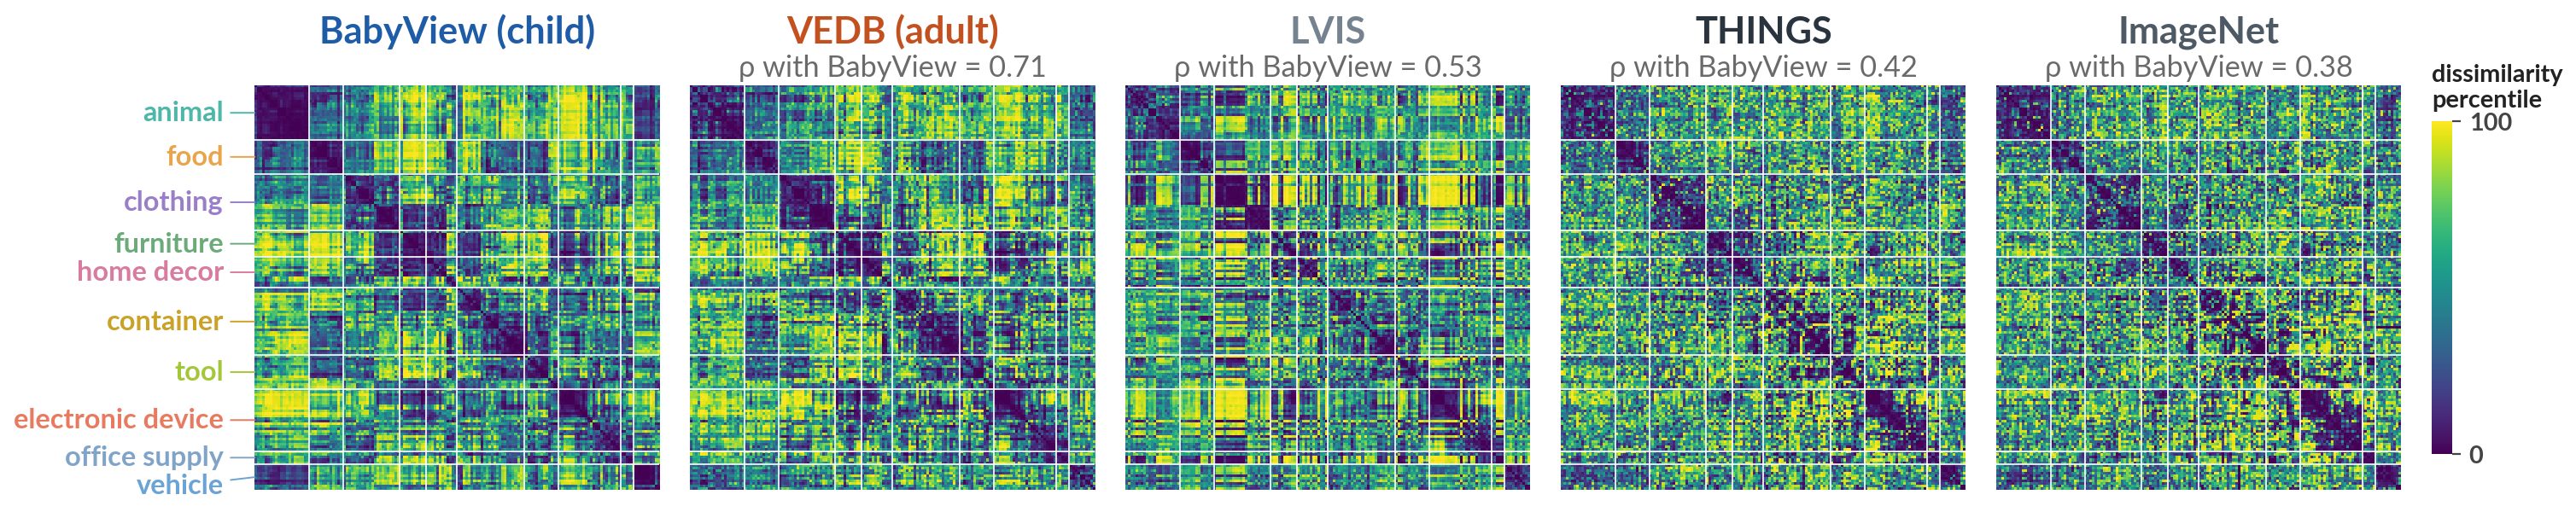 BabyView (child)
VEDB (adult)
ρ with BabyView = 0.71
LVIS
ρ with BabyView = 0.53
THINGS
ρ with BabyView = 0.42
ImageNet
ρ with BabyView = 0.38
animal
food
clothing
furniture
home decor
container
tool
electronic device
office supply
vehicle
dissimilarity
percentile
100
0